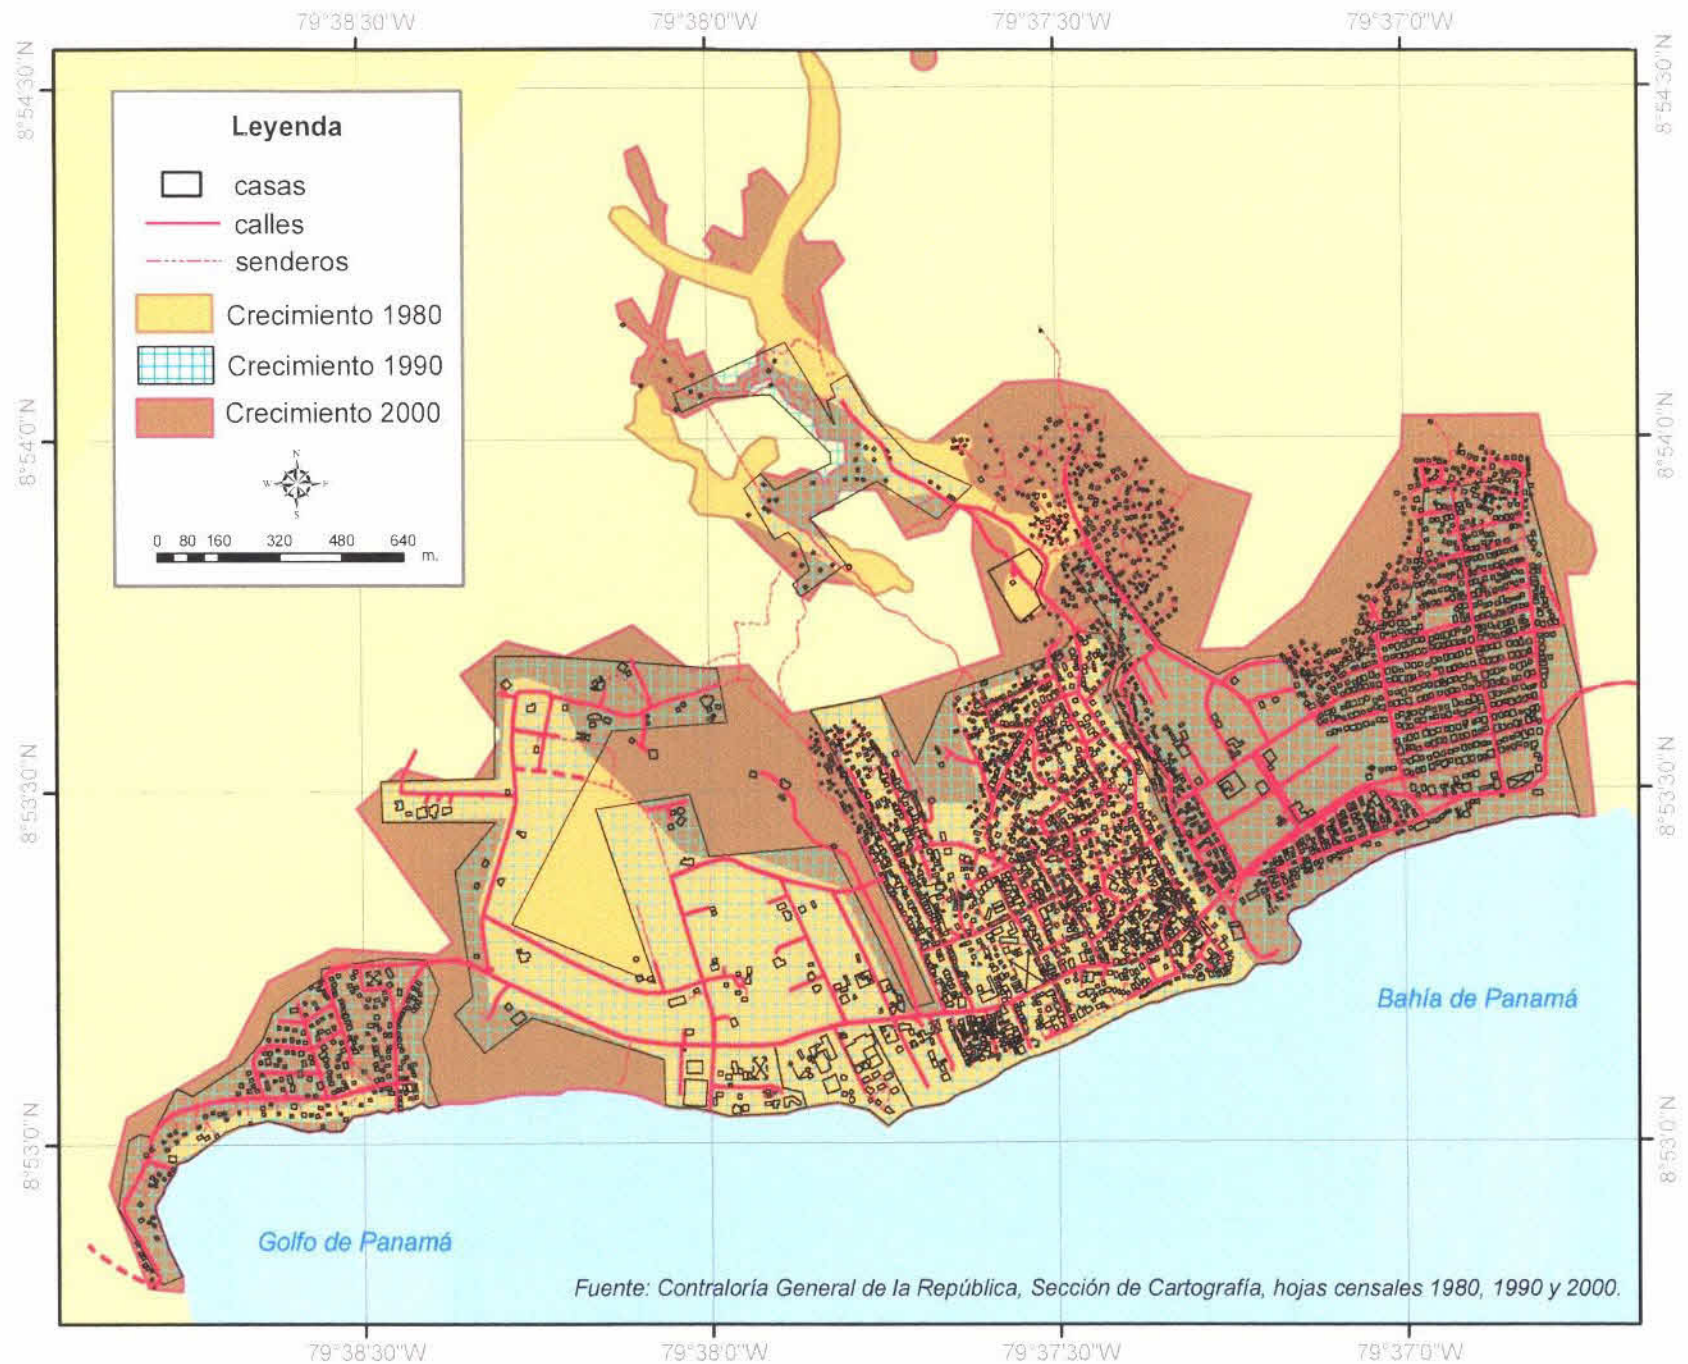 79°38'30"W 79°38'0"W 79°37'30"W 79°37'0"W
8°54'30"N
8°54'30"N
Leyenda
casas
calles
senderos
Crecimiento 1980
Crecimiento 1990
Crecimiento 2000
N
W E
S
0 80 160 320 480 640
m.
8°54'0"N
8°54'0"N
8°53'30"N
8°53'30"N
Bahía de Panamá
8°53'0"N
8°53'0"N
Golfo de Panamá
Fuente: Contraloría General de la República, Sección de Cartografía, hojas censales 1980, 1990 y 2000.
79°38'30"W 79°38'0"W 79°37'30"W 79°37'0"W